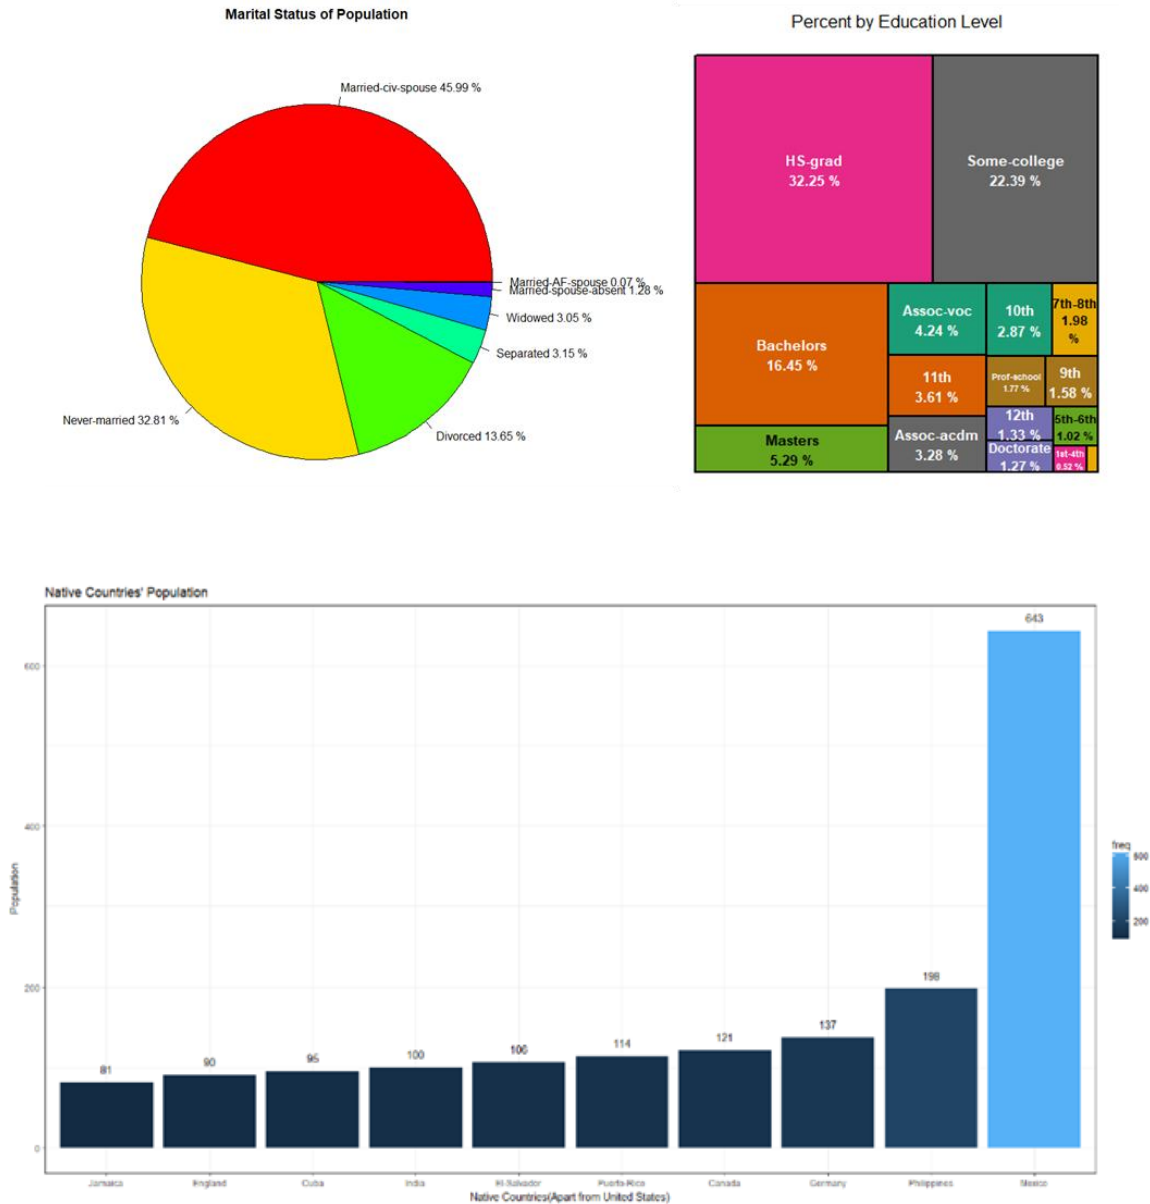 Marital Status of Population
Married-civ-spouse 45.99 %
Married-AF-spouse 0.07 %
Married-spouse-absent 1.28 %
Widowed 3.05 %
Separated 3.15 %
Never-married 32.81 %
Divorced 13.65 %
Percent by Education Level
HS-grad
32.25 %
Some-college
22.39 %
Bachelors
16.45 %
Masters
5.29 %
Assoc-voc
4.24 %
11th
3.61 %
Assoc-acdm
3.28 %
10th
2.87 %
7th-8th
1.98
%
Prof-school
1.77 %
9th
1.58 %
12th
1.33 %
Doctorate
1.27 %
5th-6th
1.02 %
1st-4th
0.52 %
Native Countries' Population
Population
600
400
200
0
81
90
95
100
106
114
121
137
198
643
Jamaica
England
Cuba
India
El-Salvador
Puerto-Rico
Canada
Germany
Philippines
Mexico
Native Countries(Apart from United States)
freq
600
400
200